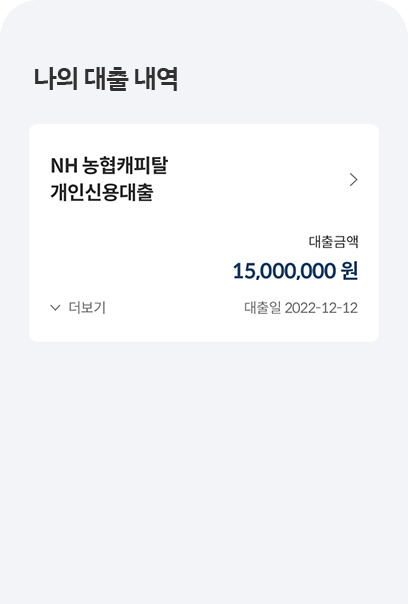 나의 대출 내역
NH 농협캐피탈
개인신용대출
대출금액
15,000,000 원
더보기
대출일 2022-12-12